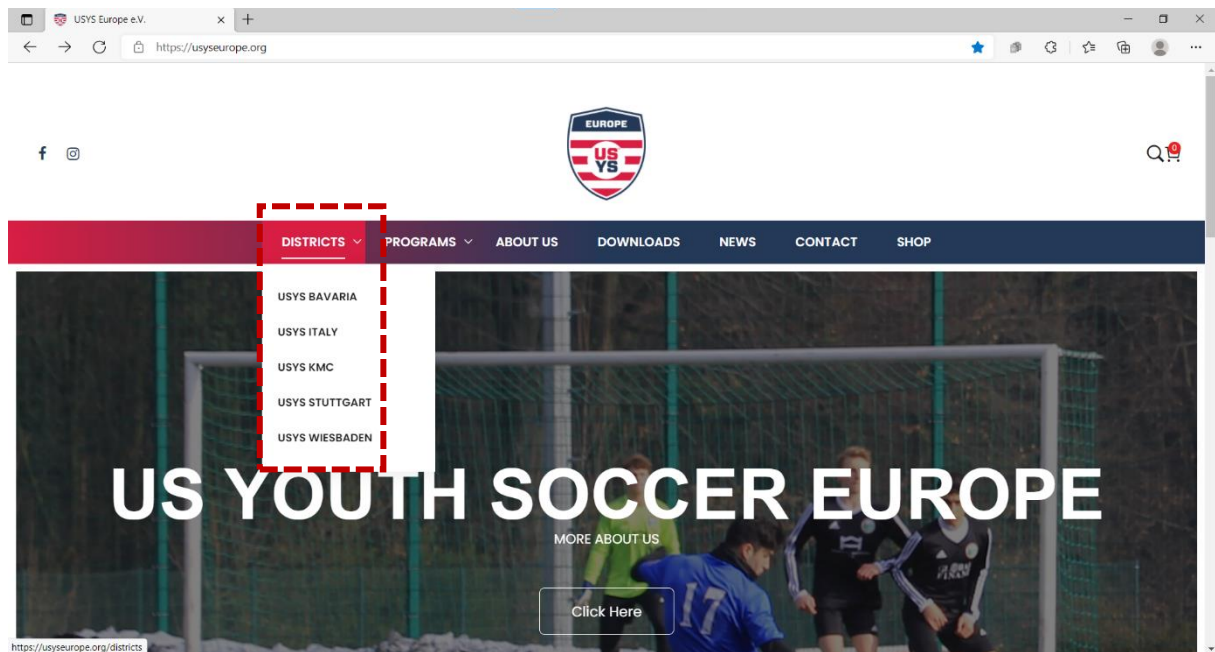 USYS Europe e.V.
https://usyseurope.org
EUROPE
US
YS
0
DISTRICTS PROGRAMS ABOUT US DOWNLOADS NEWS CONTACT SHOP
USYS BAVARIA
USYS ITALY
USYS KMC
USYS STUTTGART
USYS WIESBADEN
US YOUTH SOCCER EUROPE
MORE ABOUT US
Click Here
17
https://usyseurope.org/districts